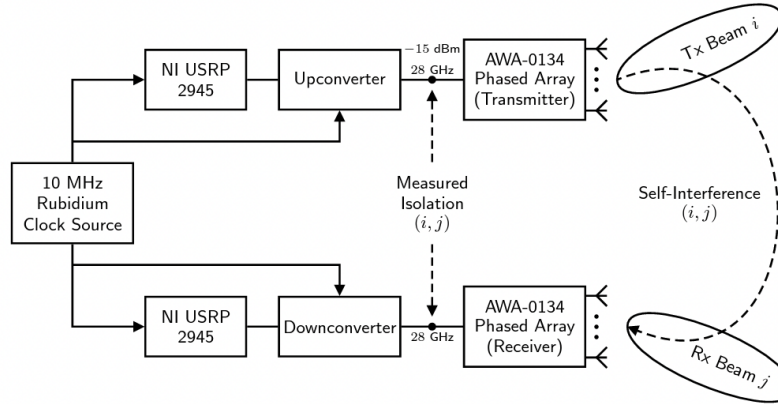 NI USRP
2945
Upconverter
−15 dBm
28 GHz
AWA-0134
Phased Array
(Transmitter)
Tx Beam i
10 MHz
Rubidium
Clock Source
Measured
Isolation
(i, j)
Self-Interference
(i, j)
NI USRP
2945
Downconverter
28 GHz
AWA-0134
Phased Array
(Receiver)
Rx Beam j